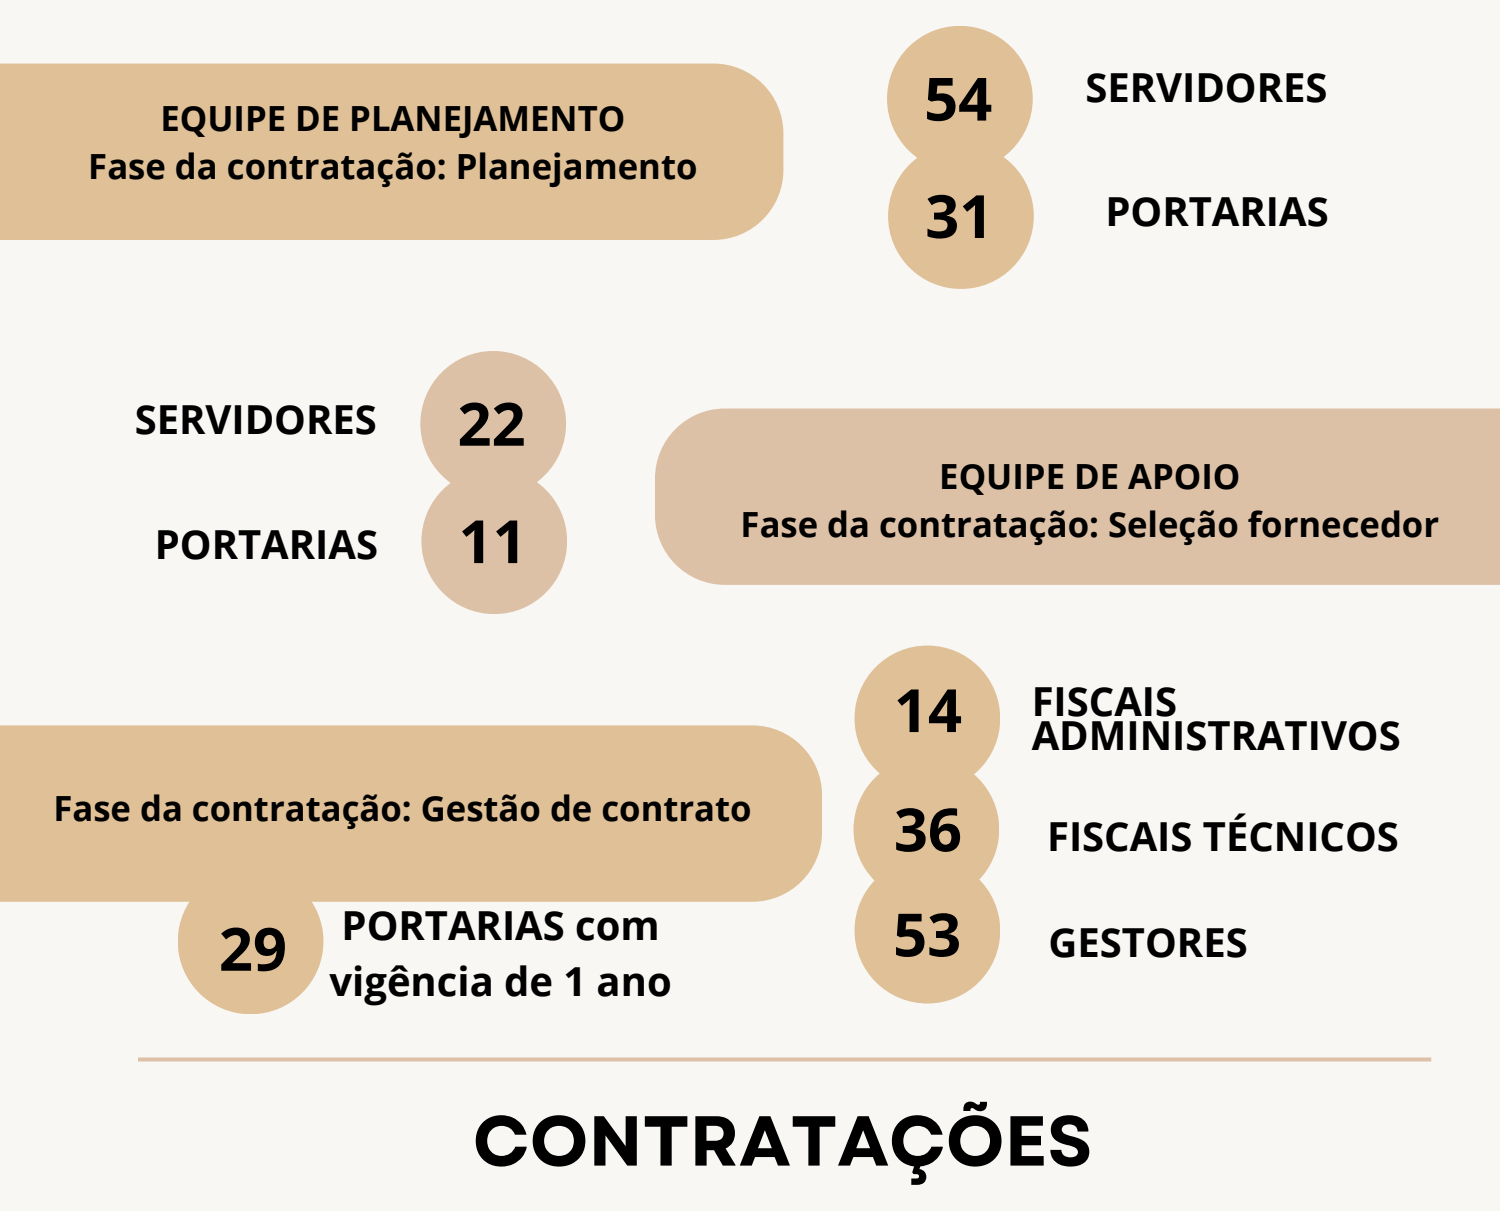 EQUIPE DE PLANEJAMENTO
Fase da contratação: Planejamento
54 SERVIDORES
31 PORTARIAS
SERVIDORES 22
PORTARIAS 11
EQUIPE DE APOIO
Fase da contratação: Seleção fornecedor
Fase da contratação: Gestão de contrato
14 FISCAIS
ADMINISTRATIVOS
36 FISCAIS TÉCNICOS
53 GESTORES
29 PORTARIAS com
vigência de 1 ano
CONTRATAÇÕES